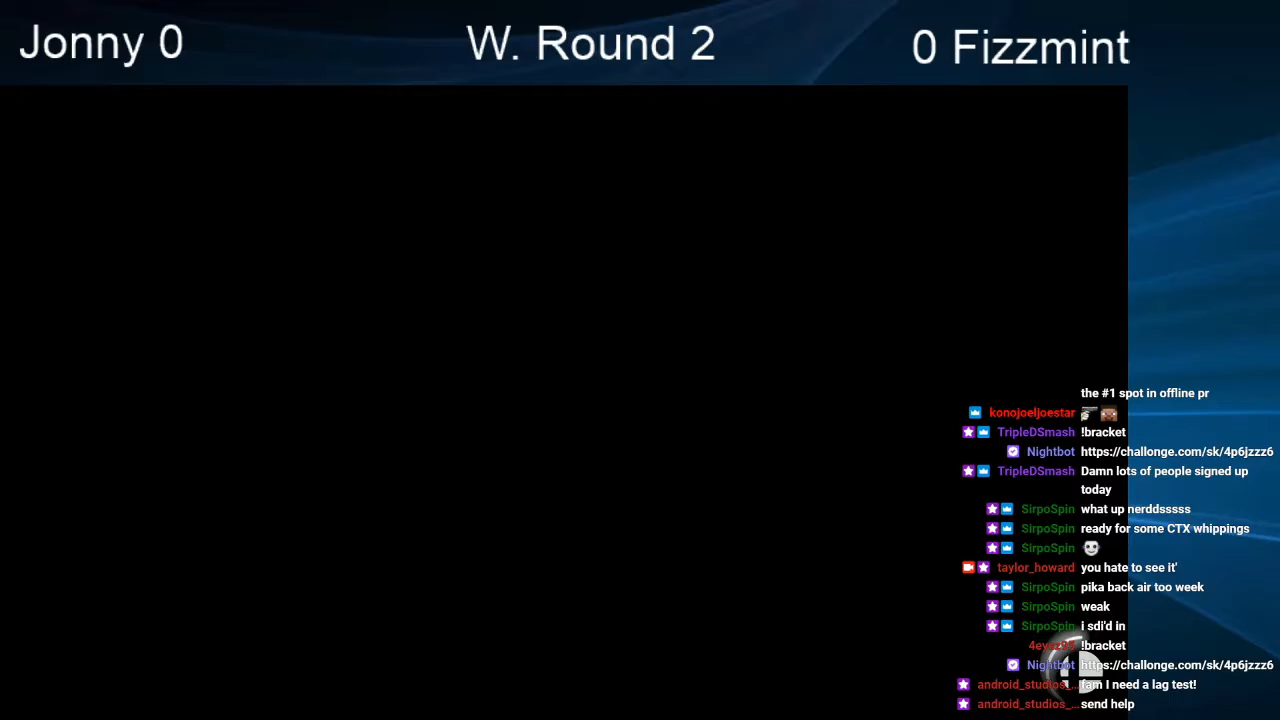 Jonny 0
W. Round 2
0 Fizzmint
the #1 spot in offline pr
konojoeljoestar
TripleDSmash !bracket
Nightbot https://challonge.com/sk/4p6jzzz6
TripleDSmash Damn lots of people signed up
today
SirpoSpin what up nerddsssss
SirpoSpin ready for some CTX whippings
SirpoSpin
taylor_howard you hate to see it'
SirpoSpin pika back air too week
SirpoSpin weak
SirpoSpin i sdi'd in
!bracket
Nightbot https://challonge.com/sk/4p6jzzz6
android_studios_... fam I need a lag test!
android_studios_... send help